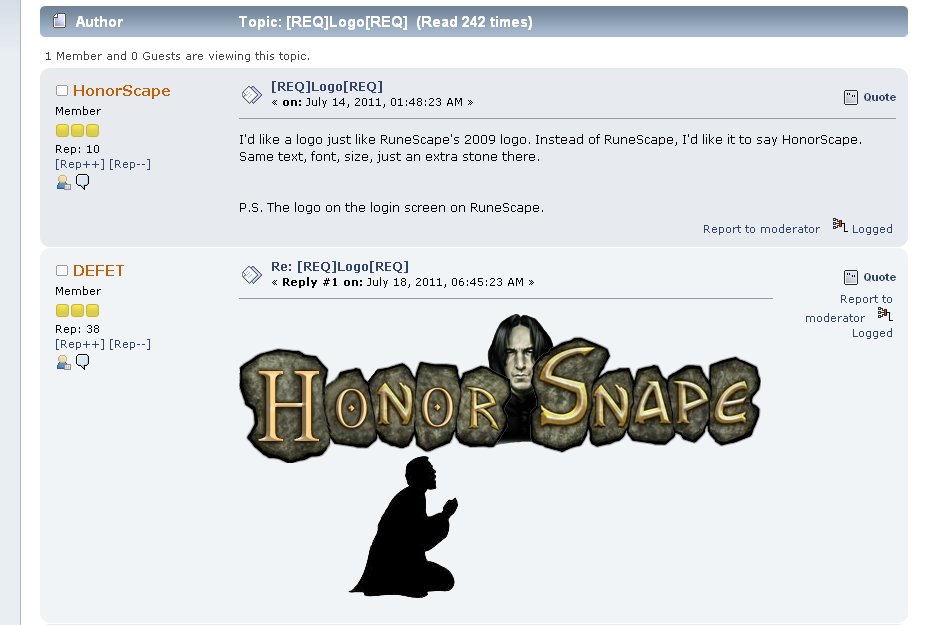 Author Topic: [REQ]Logo[REQ] (Read 242 times)
1 Member and 0 Guests are viewing this topic.
HonorScape
Member
Rep: 10
[Rep++] [Rep--]
[REQ]Logo[REQ]
« on: July 14, 2011, 01:48:23 AM »
Quote
I'd like a logo just like RuneScape's 2009 logo. Instead of RuneScape, I'd like it to say HonorScape.
Same text, font, size, just an extra stone there.
P.S. The logo on the login screen on RuneScape.
Report to moderator Logged
DEFET
Member
Rep: 38
[Rep++] [Rep--]
Re: [REQ]Logo[REQ]
« Reply #1 on: July 18, 2011, 06:45:23 AM »
Quote
Report to
moderator
Logged
HONOR SNAPE